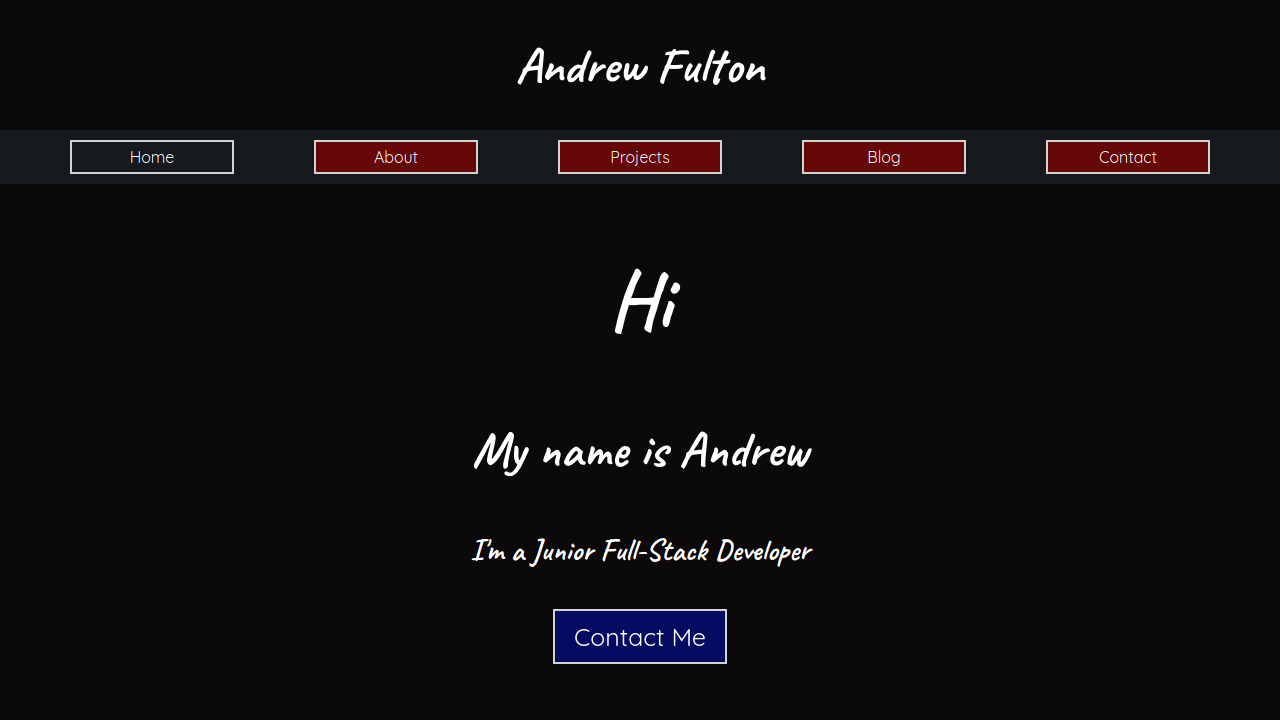 Andrew Fulton
Home About Projects Blog Contact
Hi
My name is Andrew
I'm a Junior Full-Stack Developer
Contact Me